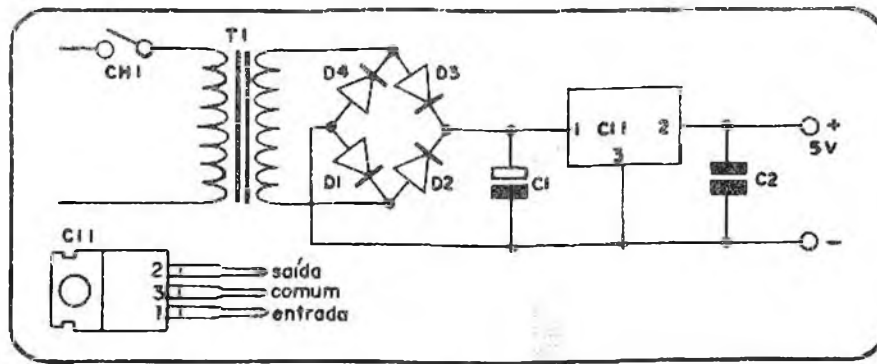 T1
CH1
D4
D3
D1
D2
1 CI1 2
3
C1
C2
+
5V
-
CI1
2 saída
3 comum
1 entrada